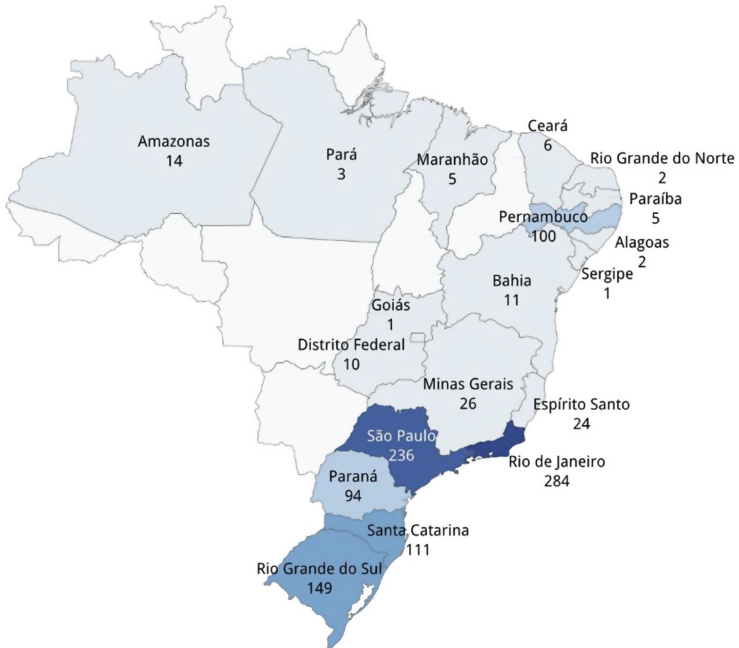 Ceará
6
Amazonas
14
Pará
3
Maranhão
5
Rio Grande do Norte
2
Paraíba
5
Pernambuco
100
Alagoas
2
Sergipe
1
Bahia
11
Goiás
1
Distrito Federal
10
Minas Gerais
26
Espírito Santo
24
São Paulo
236
Rio de Janeiro
284
Paraná
94
Santa Catarina
111
Rio Grande do Sul
149